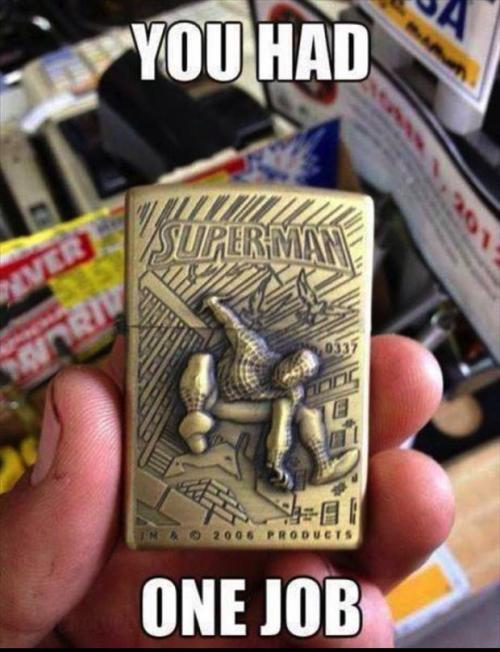 YOU HAD
SUPER-MAN
0337
TM & © 2006 PRODUCTS
ONE JOB